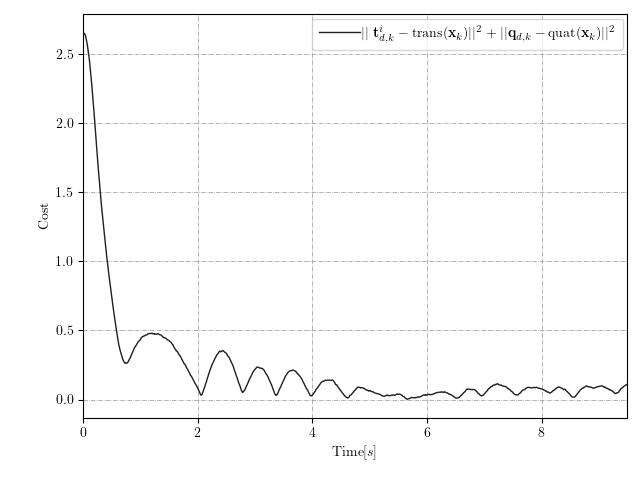 || t^i_{d,k} − trans(x_k)||^2 + ||q_{d,k} − quat(x_k)||^2
2.5
2.0
1.5
Cost
1.0
0.5
0.0
0 2 4 6 8
Time[s]